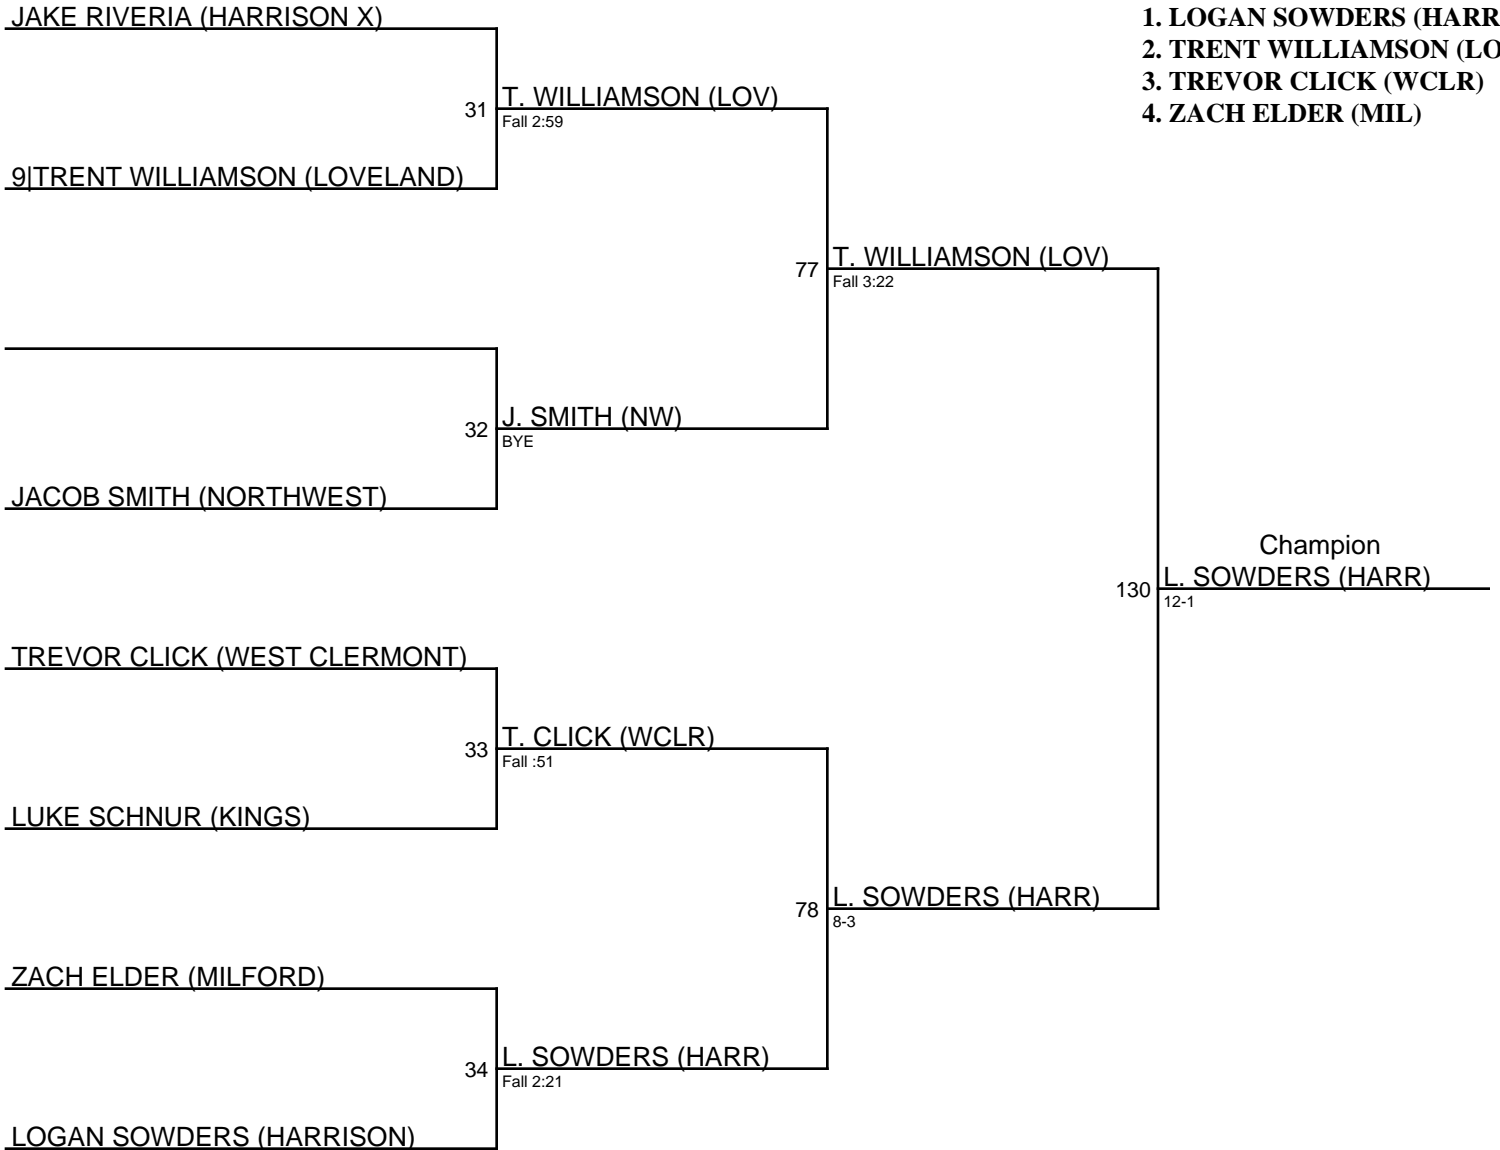 JAKE RIVERIA (HARRISON X)
1. LOGAN SOWDERS (HARR
2. TRENT WILLIAMSON (LO
3. TREVOR CLICK (WCLR)
4. ZACH ELDER (MIL)
31
T. WILLIAMSON (LOV)
Fall 2:59
9|TRENT WILLIAMSON (LOVELAND)
77
T. WILLIAMSON (LOV)
Fall 3:22
32
J. SMITH (NW)
BYE
JACOB SMITH (NORTHWEST)
Champion
130
L. SOWDERS (HARR)
12-1
TREVOR CLICK (WEST CLERMONT)
33
T. CLICK (WCLR)
Fall :51
LUKE SCHNUR (KINGS)
78
L. SOWDERS (HARR)
8-3
ZACH ELDER (MILFORD)
34
L. SOWDERS (HARR)
Fall 2:21
LOGAN SOWDERS (HARRISON)